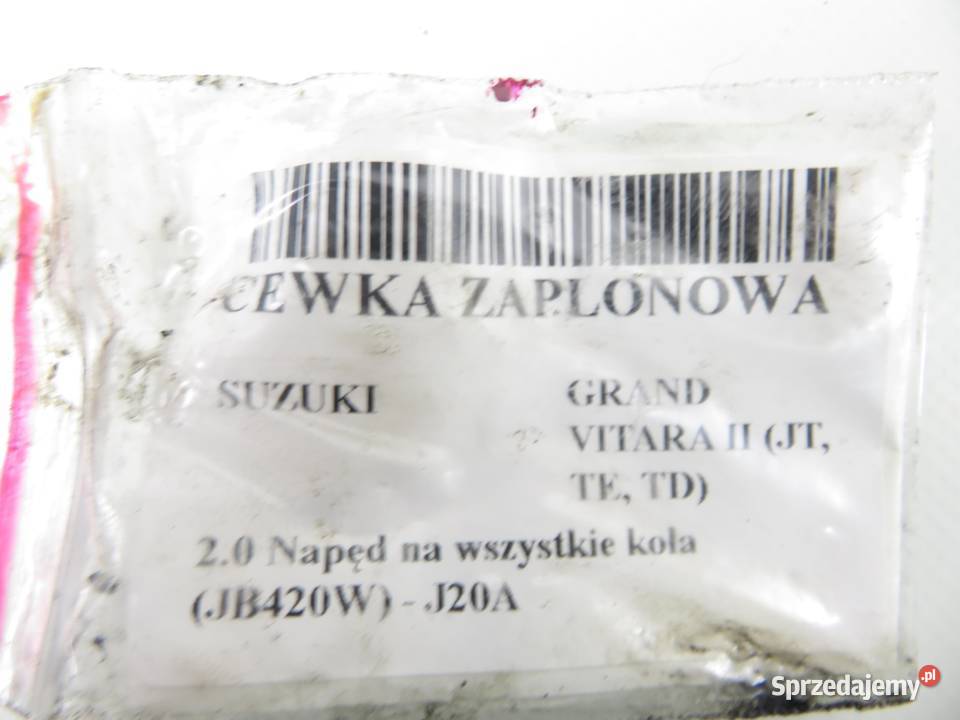 CEWKA ZAPŁONOWA
SUZUKI
GRAND
VITARA II (JT,
TE, TD)
2.0 Napęd na wszystkie koła
(JB420W) - J20A
Sprzedajemy.pl